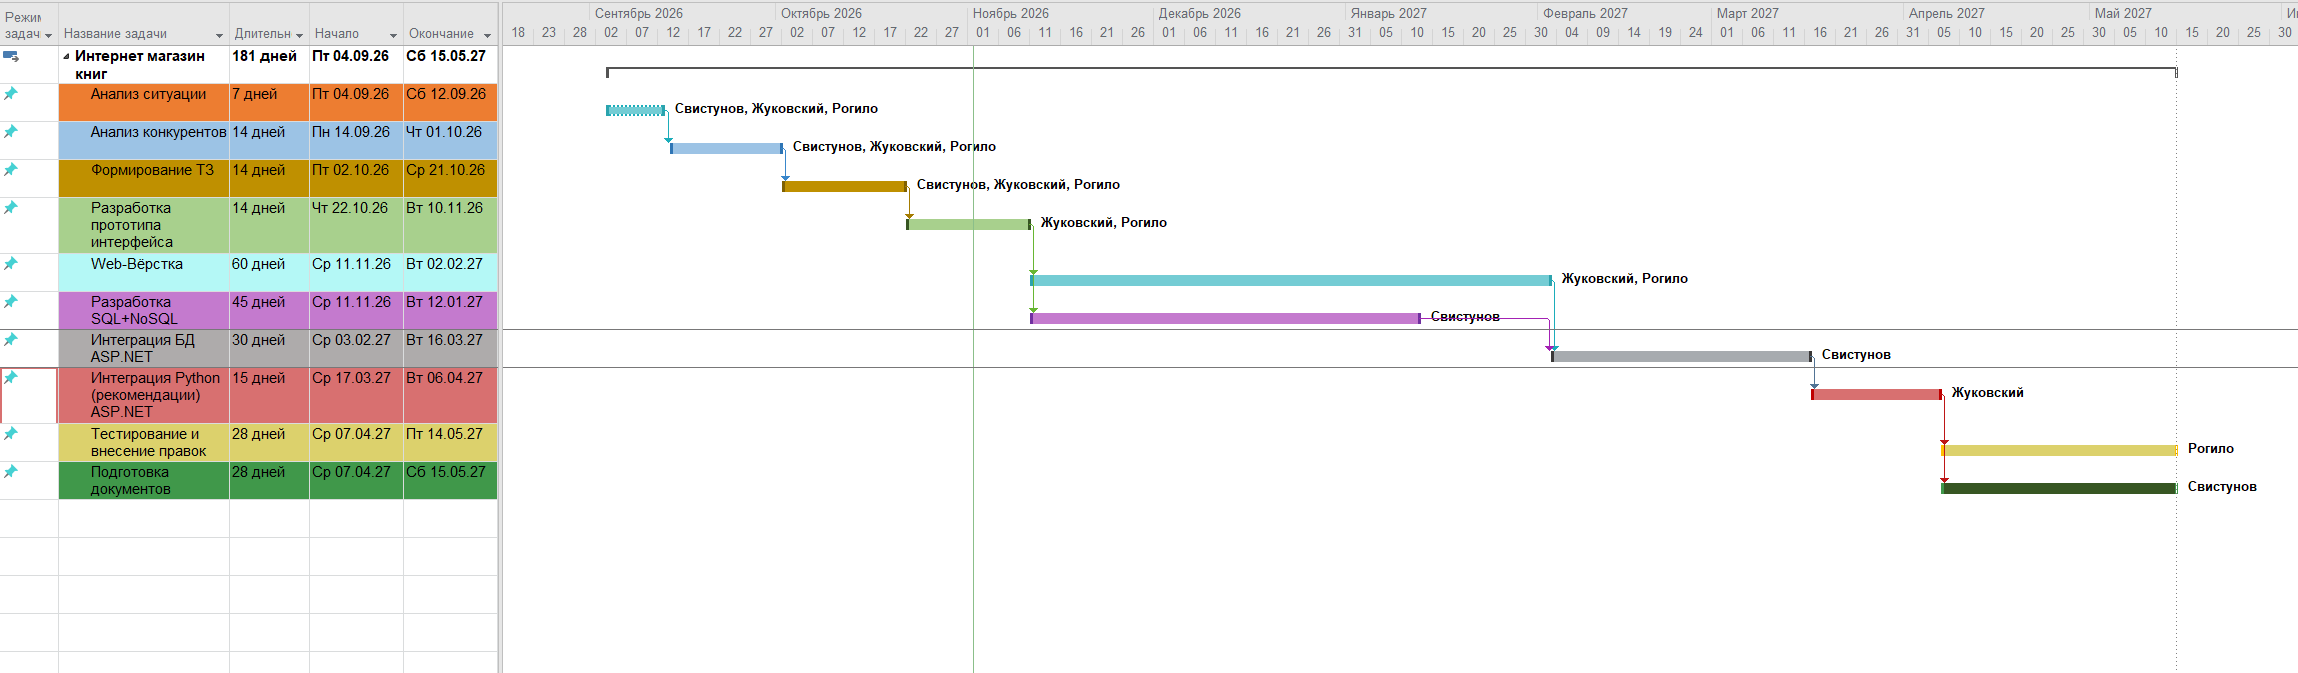 Режим задачи Название задачи Длительн Начало Окончание
Сентябрь 2026 Октябрь 2026 Ноябрь 2026 Декабрь 2026 Январь 2027 Февраль 2027 Март 2027 Апрель 2027 Май 2027
18 23 28 02 07 12 17 22 27 02 07 12 17 22 27 01 06 11 16 21 26 01 06 11 16 21 26 31 05 10 15 20 25 30 04 09 14 19 24 01 06 11 16 21 26 31 05 10 15 20 25 30 05 10 15 20 25 30
Интернет магазин 181 дней Пт 04.09.26 Сб 15.05.27
книг
Анализ ситуации 7 дней Пт 04.09.26 Сб 12.09.26 Свистунов, Жуковский, Рогило
Анализ конкурентов 14 дней Пн 14.09.26 Чт 01.10.26 Свистунов, Жуковский, Рогило
Формирование ТЗ 14 дней Пт 02.10.26 Ср 21.10.26 Свистунов, Жуковский, Рогило
Разработка 14 дней Чт 22.10.26 Вт 10.11.26 Жуковский, Рогило
прототипа
интерфейса
Web-Вёрстка 60 дней Ср 11.11.26 Вт 02.02.27 Жуковский, Рогило
Разработка 45 дней Ср 11.11.26 Вт 12.01.27 Свистунов
SQL+NoSQL
Интеграция БД 30 дней Ср 03.02.27 Вт 16.03.27 Свистунов
ASP.NET
Интеграция Python 15 дней Ср 17.03.27 Вт 06.04.27 Жуковский
(рекомендации)
ASP.NET
Тестирование и 28 дней Ср 07.04.27 Пт 14.05.27 Рогило
внесение правок
Подготовка 28 дней Ср 07.04.27 Сб 15.05.27 Свистунов
документов